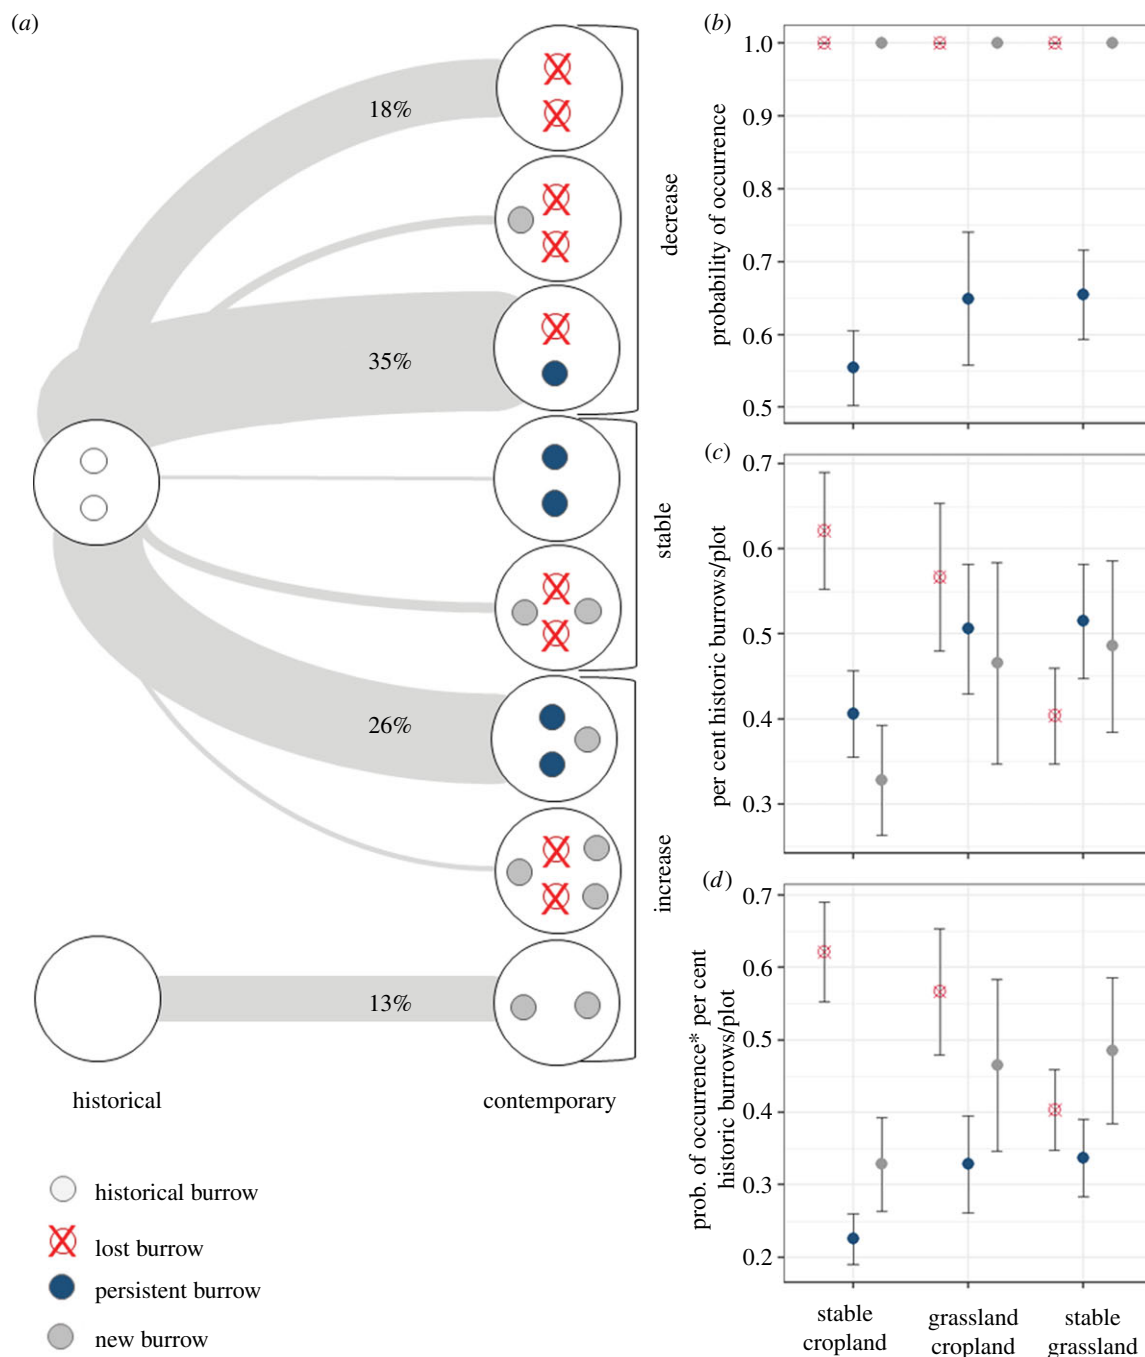 (a)
18%
35%
26%
13%
decrease
stable
increase
historical
contemporary
historical burrow
lost burrow
persistent burrow
new burrow
(b)
probability of occurrence
1.0
0.9
0.8
0.7
0.6
0.5
(c)
per cent historic burrows/plot
0.7
0.6
0.5
0.4
0.3
(d)
prob. of occurrence* per cent
historic burrows/plot
0.7
0.6
0.5
0.4
0.3
0.2
stable
cropland
grassland
cropland
stable
grassland